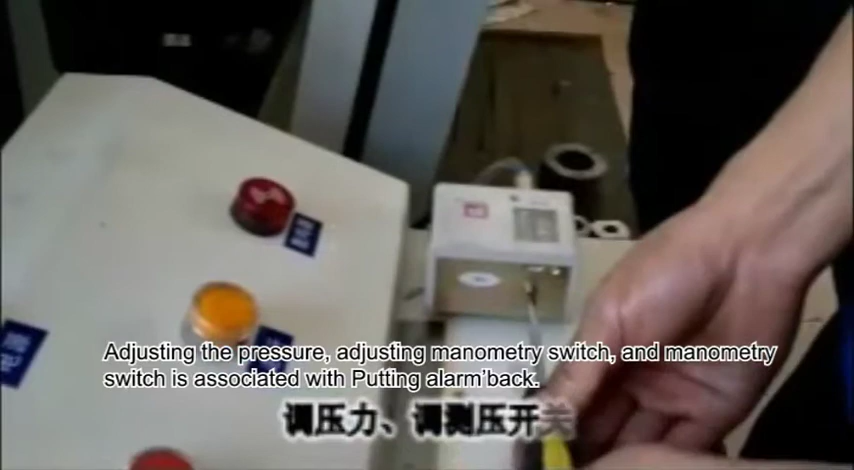 Adjusting the pressure, adjusting manometry switch, and manometry
switch is associated with Putting alarm'back.
调压力、调测压开关